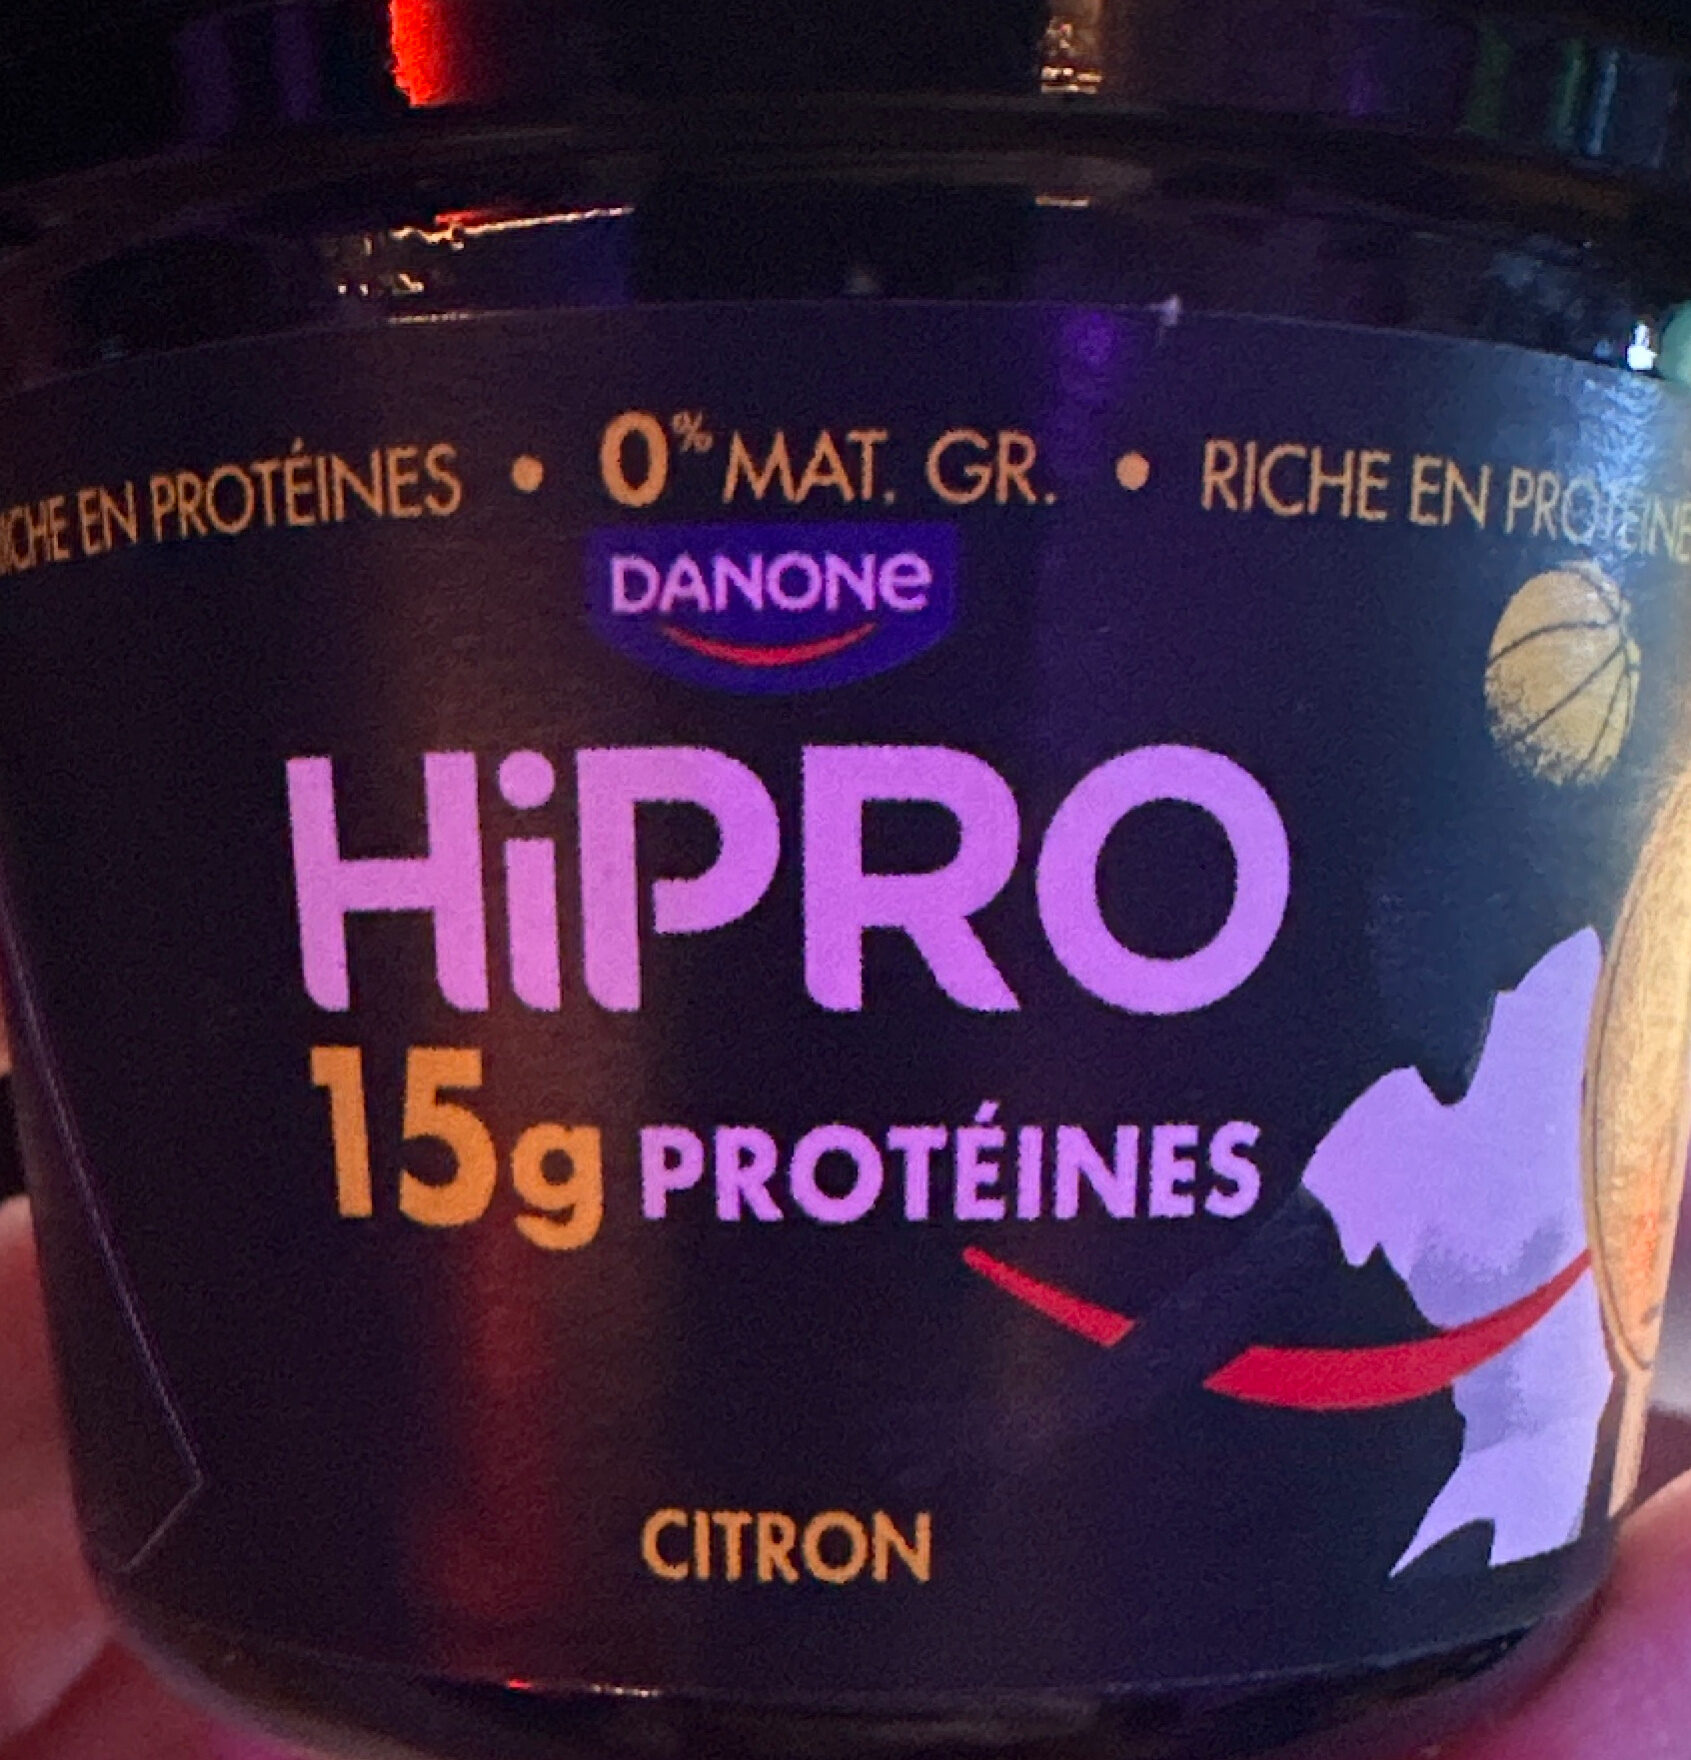 RICHE EN PROTÉINES • 0% MAT. GR. • RICHE EN PROTÉINES
DANONE
HiPRO
15g PROTÉINES
CITRON